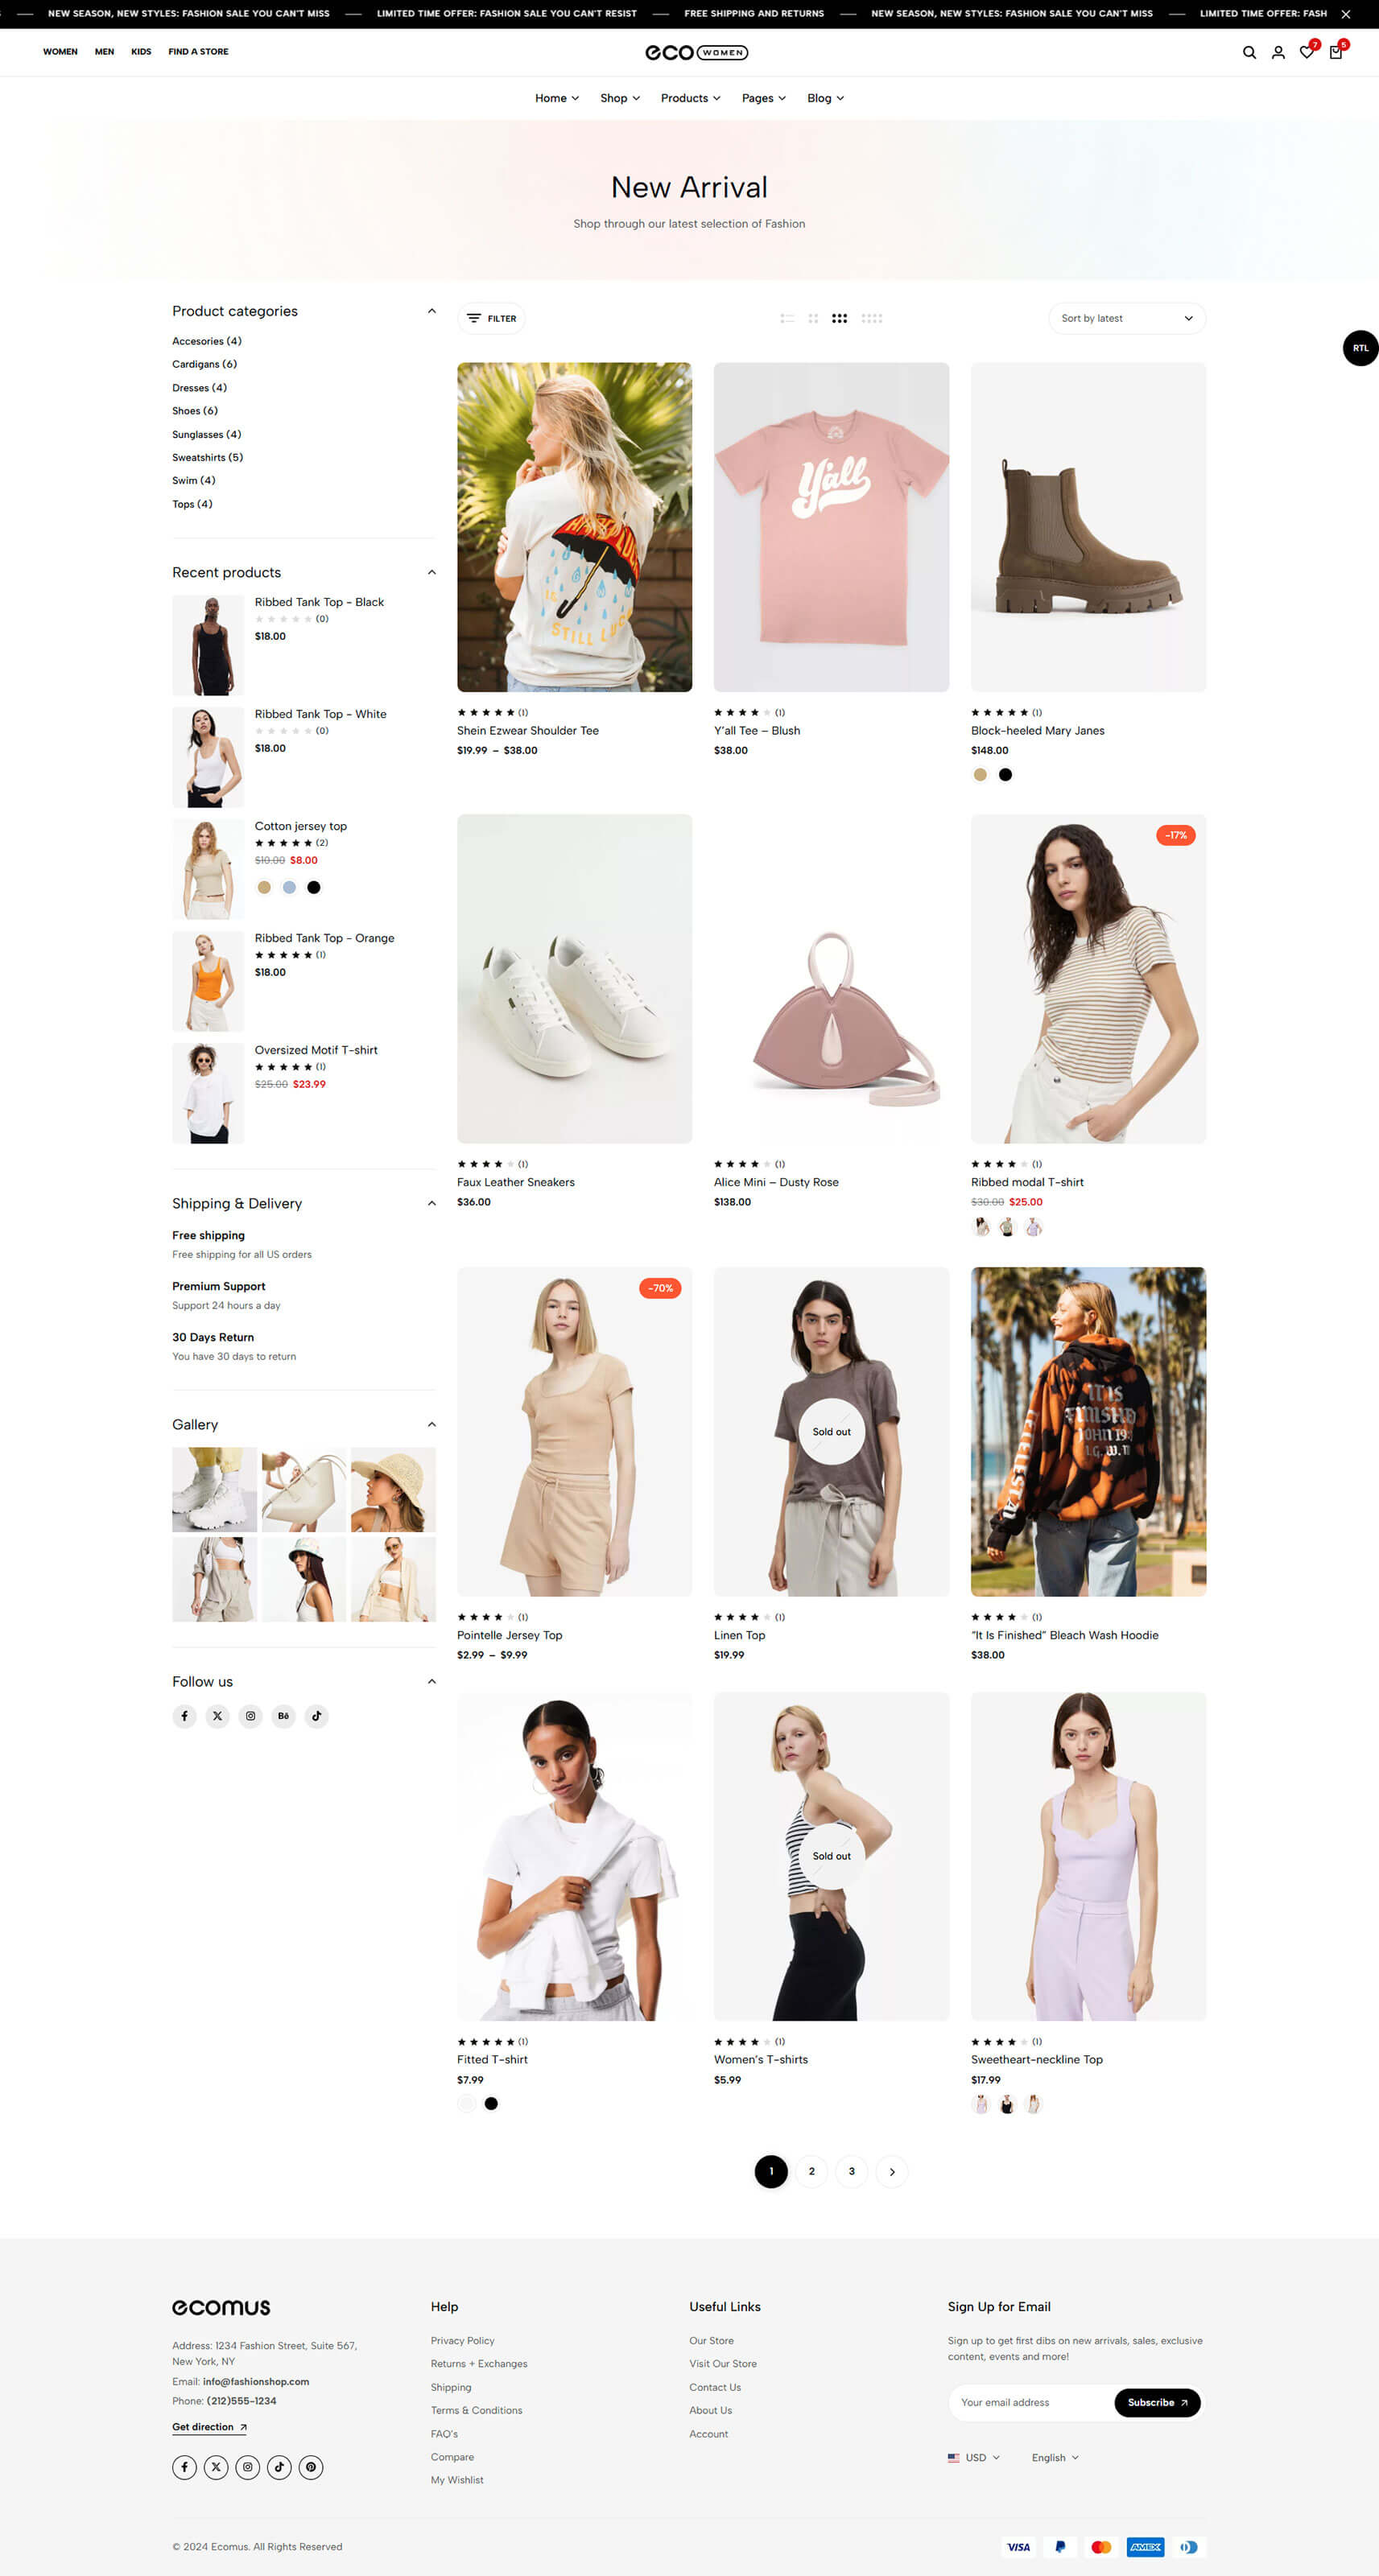 NEW SEASON, NEW STYLES: FASHION SALE YOU CAN'T MISS — LIMITED TIME OFFER: FASHION SALE YOU CAN'T RESIST — FREE SHIPPING AND RETURNS — NEW SEASON, NEW STYLES: FASHION SALE YOU CAN'T MISS — LIMITED TIME OFFER: FASH
WOMEN MEN KIDS FIND A STORE
eco WOMEN
7 5
Home Shop Products Pages Blog
New Arrival
Shop through our latest selection of Fashion
Product categories
Accesories (4)
Cardigans (6)
Dresses (4)
Shoes (6)
Sunglasses (4)
Sweatshirts (5)
Swim (4)
Tops (4)
Recent products
Ribbed Tank Top - Black
(0)
$18.00
Ribbed Tank Top - White
(0)
$18.00
Cotton jersey top
(2)
$10.00 $8.00
Ribbed Tank Top - Orange
(1)
$18.00
Oversized Motif T-shirt
(1)
$25.00 $23.99
Shipping & Delivery
Free shipping
Free shipping for all US orders
Premium Support
Support 24 hours a day
30 Days Return
You have 30 days to return
Gallery
Follow us
Bē
FILTER
Sort by latest
RTL
HARD LUCK
IS
STILL LUCK
Y'all
(1)
Shein Ezwear Shoulder Tee
$19.99 – $38.00
(1)
Y'all Tee – Blush
$38.00
(1)
Block-heeled Mary Janes
$148.00
-17%
(1)
Faux Leather Sneakers
$36.00
(1)
Alice Mini – Dusty Rose
$138.00
(1)
Ribbed modal T-shirt
$30.00 $25.00
-70%
Sold out
IT IS
FINISHED
JOHN 19:
(1)
Pointelle Jersey Top
$2.99 – $9.99
(1)
Linen Top
$19.99
(1)
“It Is Finished” Bleach Wash Hoodie
$38.00
Sold out
(1)
Fitted T-shirt
$7.99
(1)
Women's T-shirts
$5.99
(1)
Sweetheart-neckline Top
$17.99
1 2 3
ecomus
Address: 1234 Fashion Street, Suite 567,
New York, NY
Email: info@fashionshop.com
Phone: (212)555-1234
Get direction
Help
Privacy Policy
Returns + Exchanges
Shipping
Terms & Conditions
FAQ's
Compare
My Wishlist
Useful Links
Our Store
Visit Our Store
Contact Us
About Us
Account
Sign Up for Email
Sign up to get first dibs on new arrivals, sales, exclusive
content, events and more!
Your email address
Subscribe
USD English
© 2024 Ecomus. All Rights Reserved
VISA AMEX